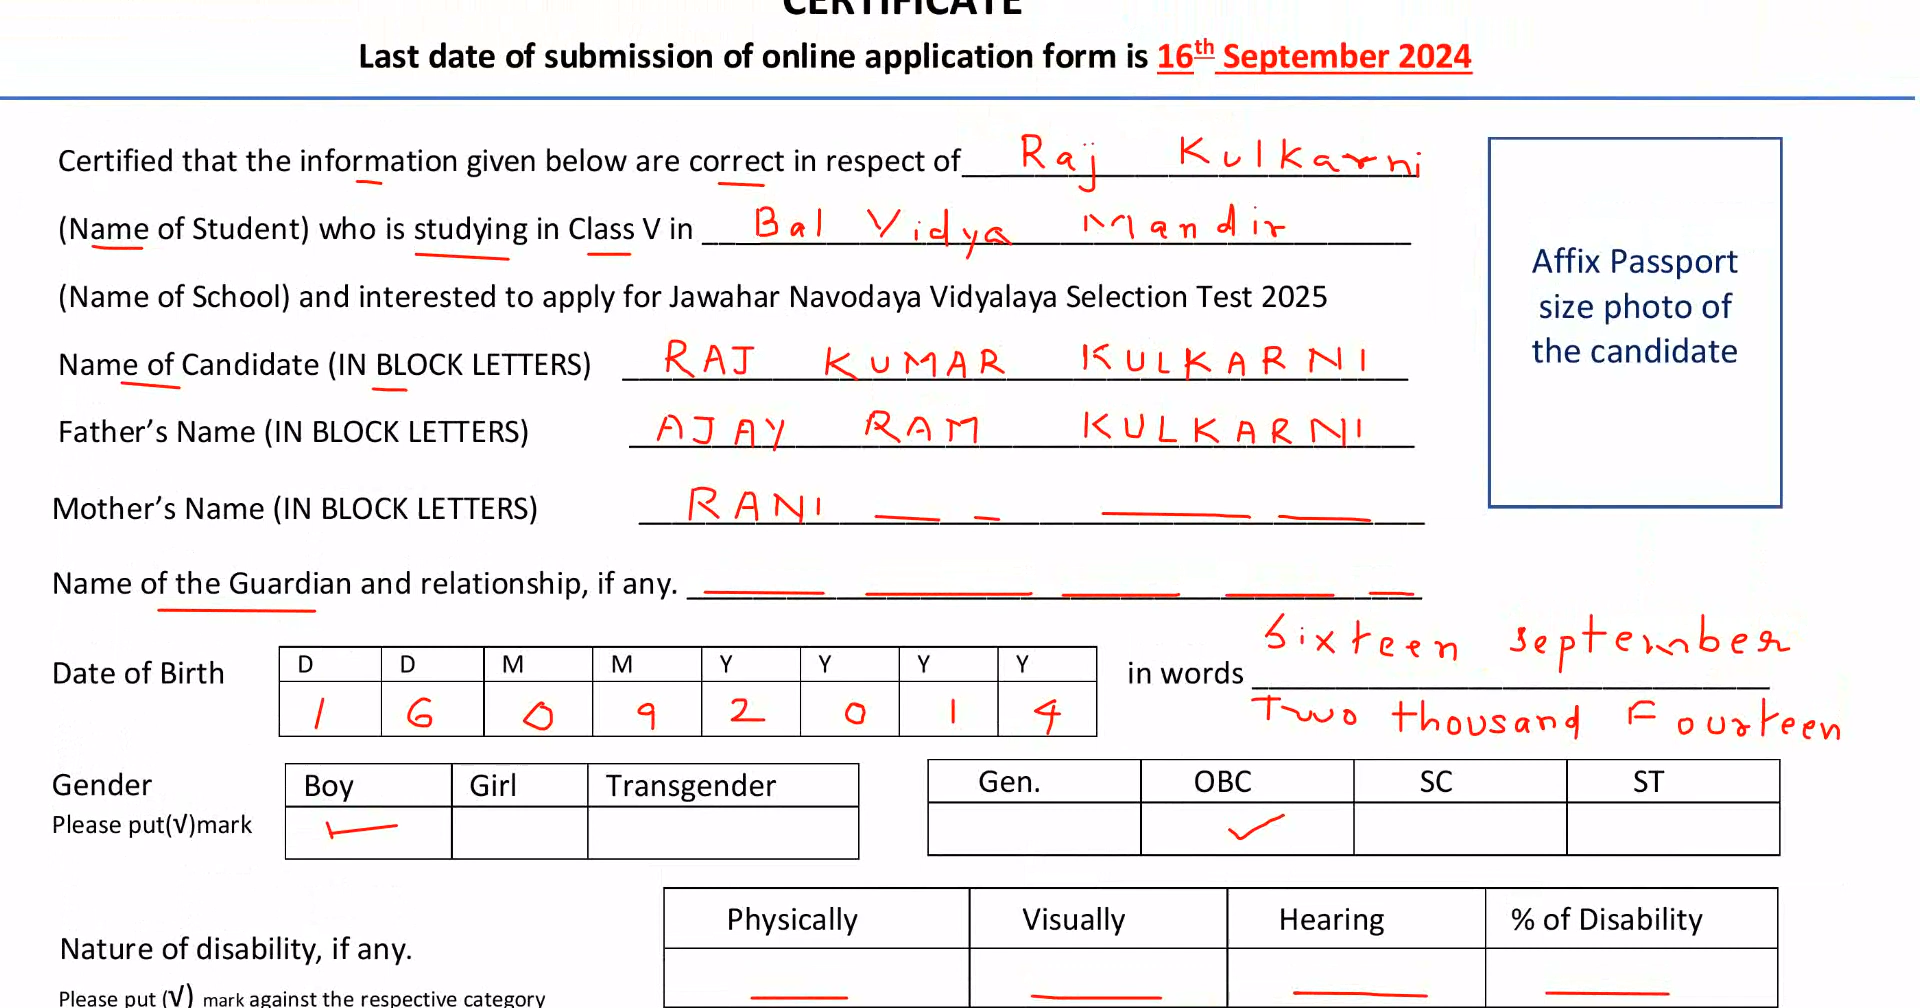 CERTIFICATE
Last date of submission of online application form is 16th September 2024
Certified that the information given below are correct in respect of Raj Kulkarni
(Name of Student) who is studying in Class V in Bal Vidya Mandir
(Name of School) and interested to apply for Jawahar Navodaya Vidyalaya Selection Test 2025
Affix Passport
size photo of
the candidate
Name of Candidate (IN BLOCK LETTERS) RAJ KUMAR KULKARNI
Father’s Name (IN BLOCK LETTERS) AJAY RAM KULKARNI
Mother’s Name (IN BLOCK LETTERS) RANI
Name of the Guardian and relationship, if any.
D D M M Y Y Y Y
Date of Birth in words Sixteen September
1 6 0 9 2 0 1 4 Two thousand Fourteen
Gender Boy Girl Transgender Gen. OBC SC ST
Please put(√)mark ✓ ✓
Physically Visually Hearing % of Disability
Nature of disability, if any.
Please put (√) mark against the respective category